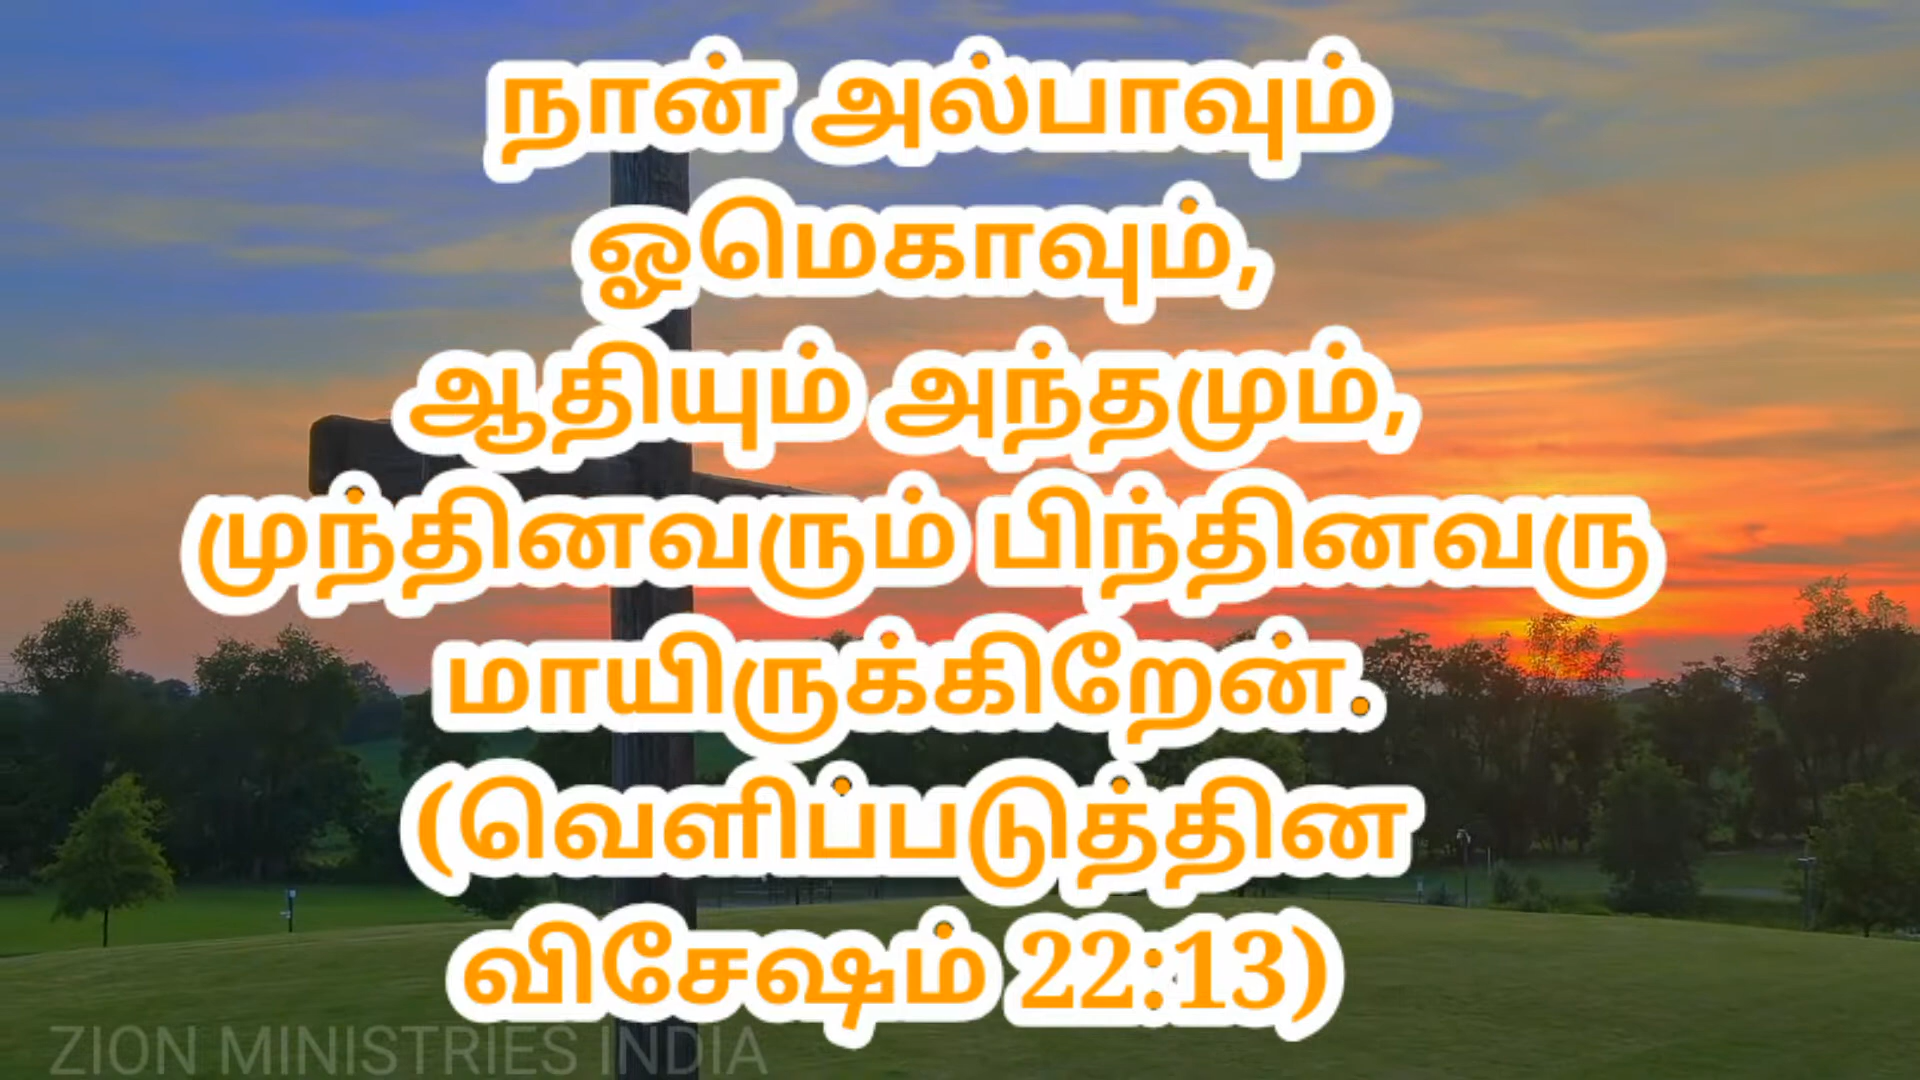 நான் அல்பாவும்
ஓமெகாவும்,
ஆதியும் அந்தமும்,
முந்தினவரும் பிந்தினவரு
மாயிருக்கிறேன்.
(வெளிப்படுத்தின
விசேஷம் 22:13)
ZION MINISTRIES INDIA